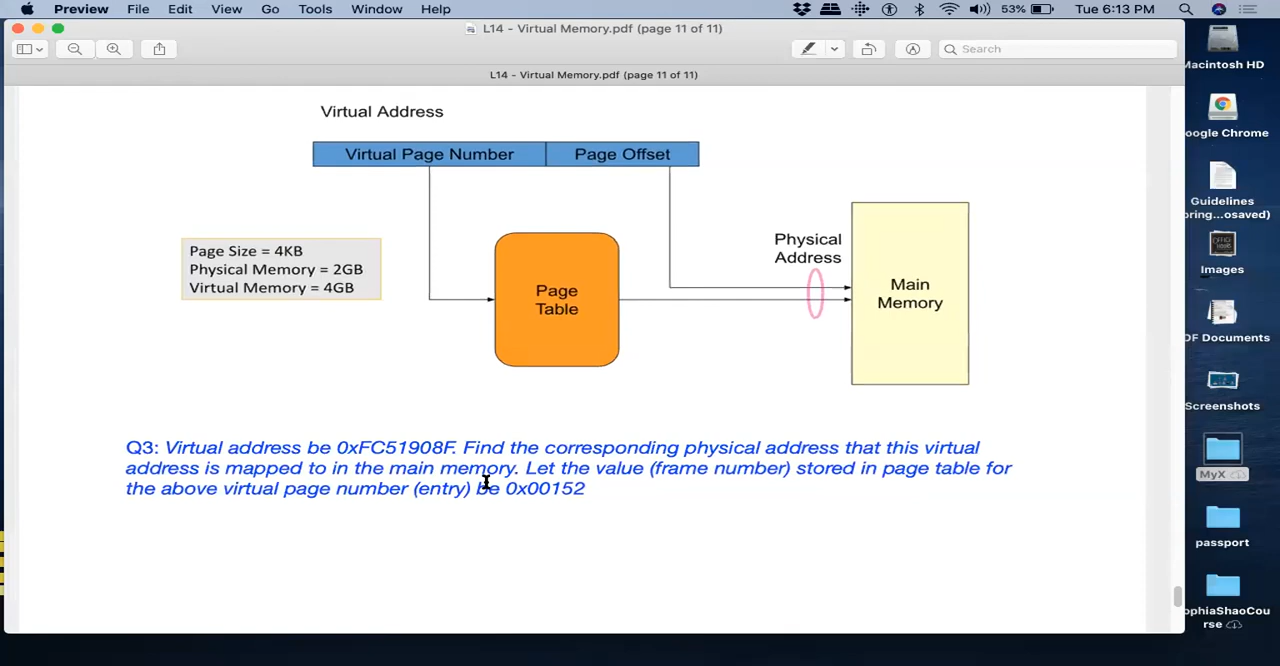 Preview File Edit View Go Tools Window Help 53% Tue 6:13 PM
L14 - Virtual Memory.pdf (page 11 of 11)
Search
L14 - Virtual Memory.pdf (page 11 of 11)
Virtual Address
Virtual Page Number Page Offset
Page Size = 4KB
Physical Memory = 2GB
Virtual Memory = 4GB
Page
Table
Physical
Address
Main
Memory
Q3: Virtual address be 0xFC51908F. Find the corresponding physical address that this virtual
address is mapped to in the main memory. Let the value (frame number) stored in page table for
the above virtual page number (entry) be 0x00152
Macintosh HD
oogle Chrome
Guidelines
pring...osaved)
Images
DF Documents
Screenshots
MyX
passport
ophiaShaoCou
rse